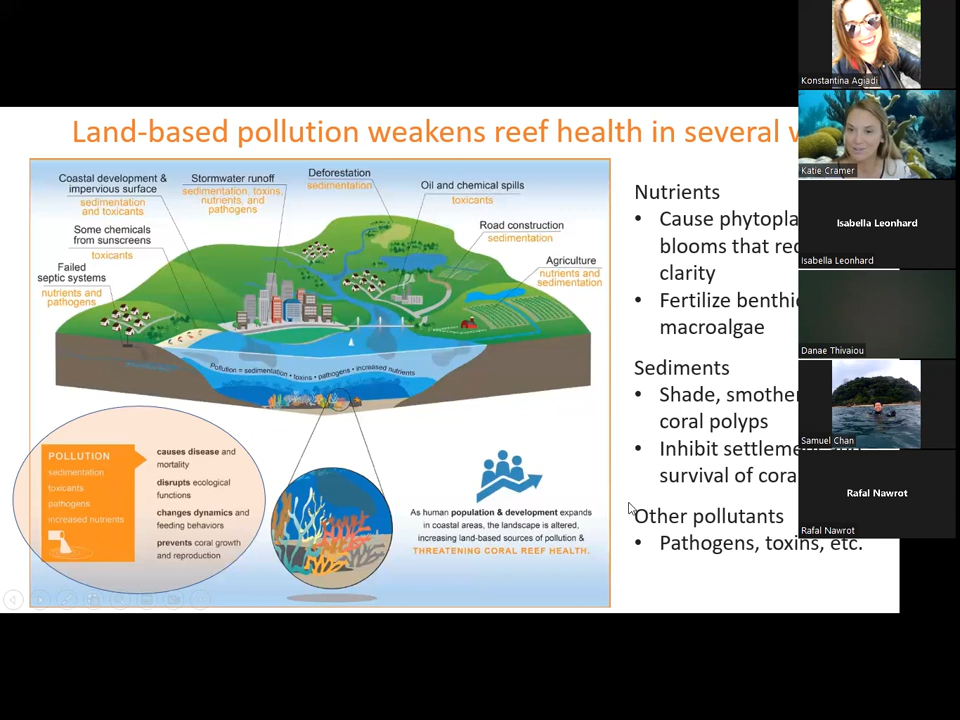 Land-based pollution weakens reef health in several
Coastal development &
impervious surface
sedimentation
and toxicants
Stormwater runoff
sedimentation, toxins,
nutrients, and
pathogens
Deforestation
sedimentation
Oil and chemical spills
toxicants
Some chemicals
from sunscreens
toxicants
Road construction
sedimentation
Failed
septic systems
nutrients and
pathogens
Agriculture
nutrients and
sedimentation
Pollution = sedimentation • toxins • pathogens • increased nutrients
POLLUTION
sedimentation
toxicants
pathogens
increased nutrients
causes disease and
mortality
disrupts ecological
functions
changes dynamics and
feeding behaviors
prevents coral growth
and reproduction
As human population & development expands
in coastal areas, the landscape is altered,
increasing land-based sources of pollution &
THREATENING CORAL REEF HEALTH.
Nutrients
• Cause
blooms that
clarity
• Fertilize
macroalgae
Sediments
• Shade, smother
coral polyps
• Inhibit
survival of
Other pollutants
• Pathogens, toxins, etc.
Konstantina Agiadi
Katie Cramer
Isabella Leonhard
Isabella Leonhard
Danae Thivaiou
Samuel Chan
Rafal Nawrot
Rafal Nawrot